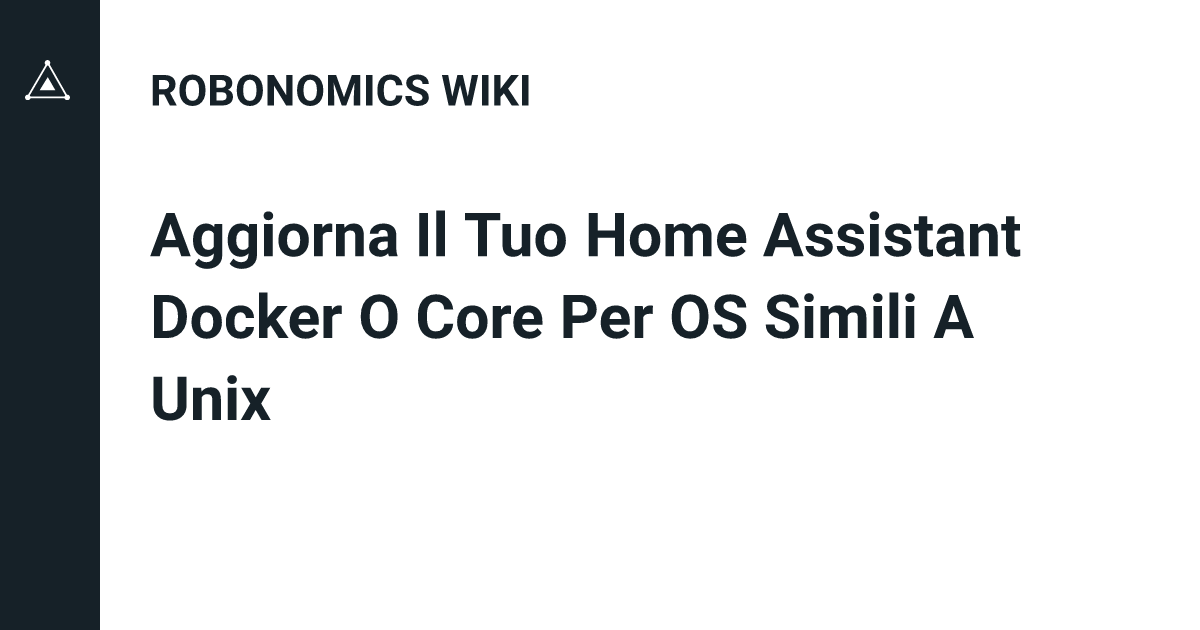 ROBONOMICS WIKI
Aggiorna Il Tuo Home Assistant
Docker O Core Per OS Simili A
Unix